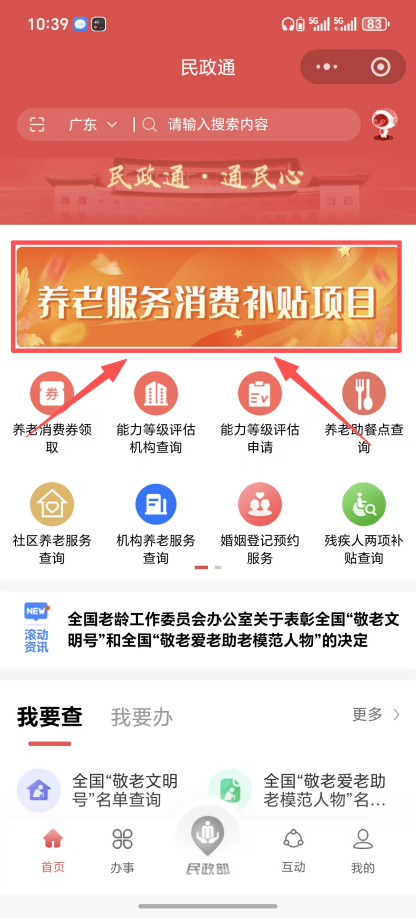 10:39
5G 5G 83
民政通
广东
请输入搜索内容
民政通·通民心
养老服务消费补贴项目
券
养老消费券领取
能力等级评估机构查询
能力等级评估申请
养老助餐点查询
社区养老服务查询
机构养老服务查询
婚姻登记预约服务
残疾人两项补贴查询
NEW
滚动
资讯
全国老龄工作委员会办公室关于表彰全国“敬老文
明号”和全国“敬老爱老助老模范人物”的决定
我要查
我要办
更多
全国“敬老文明
号”名单查询
全国“敬老爱老助
老模范人物”名...
首页
办事
民政部
互动
我的